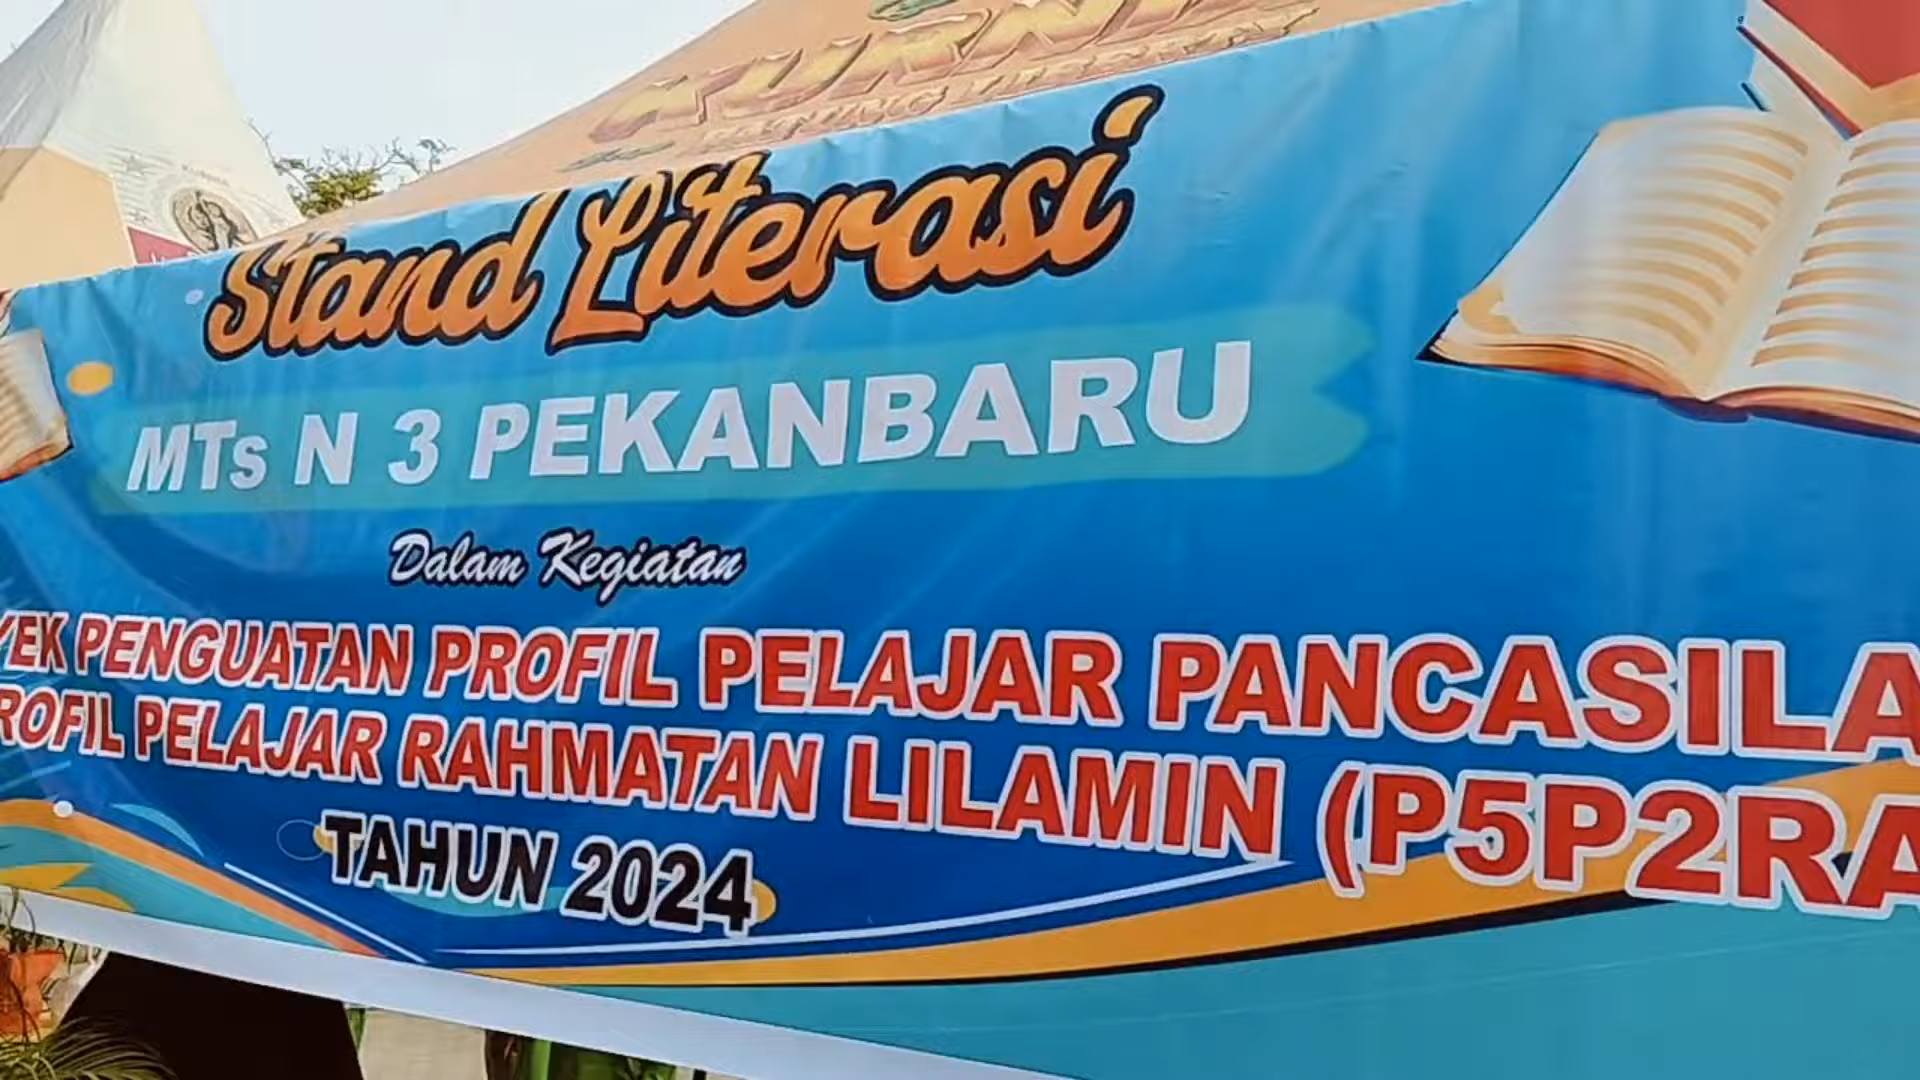 Stand Literasi
MTs N 3 PEKANBARU
Dalam Kegiatan
YEK PENGUATAN PROFIL PELAJAR PANCASILA
ROFIL PELAJAR RAHMATAN LILAMIN (P5P2RA
TAHUN 2024